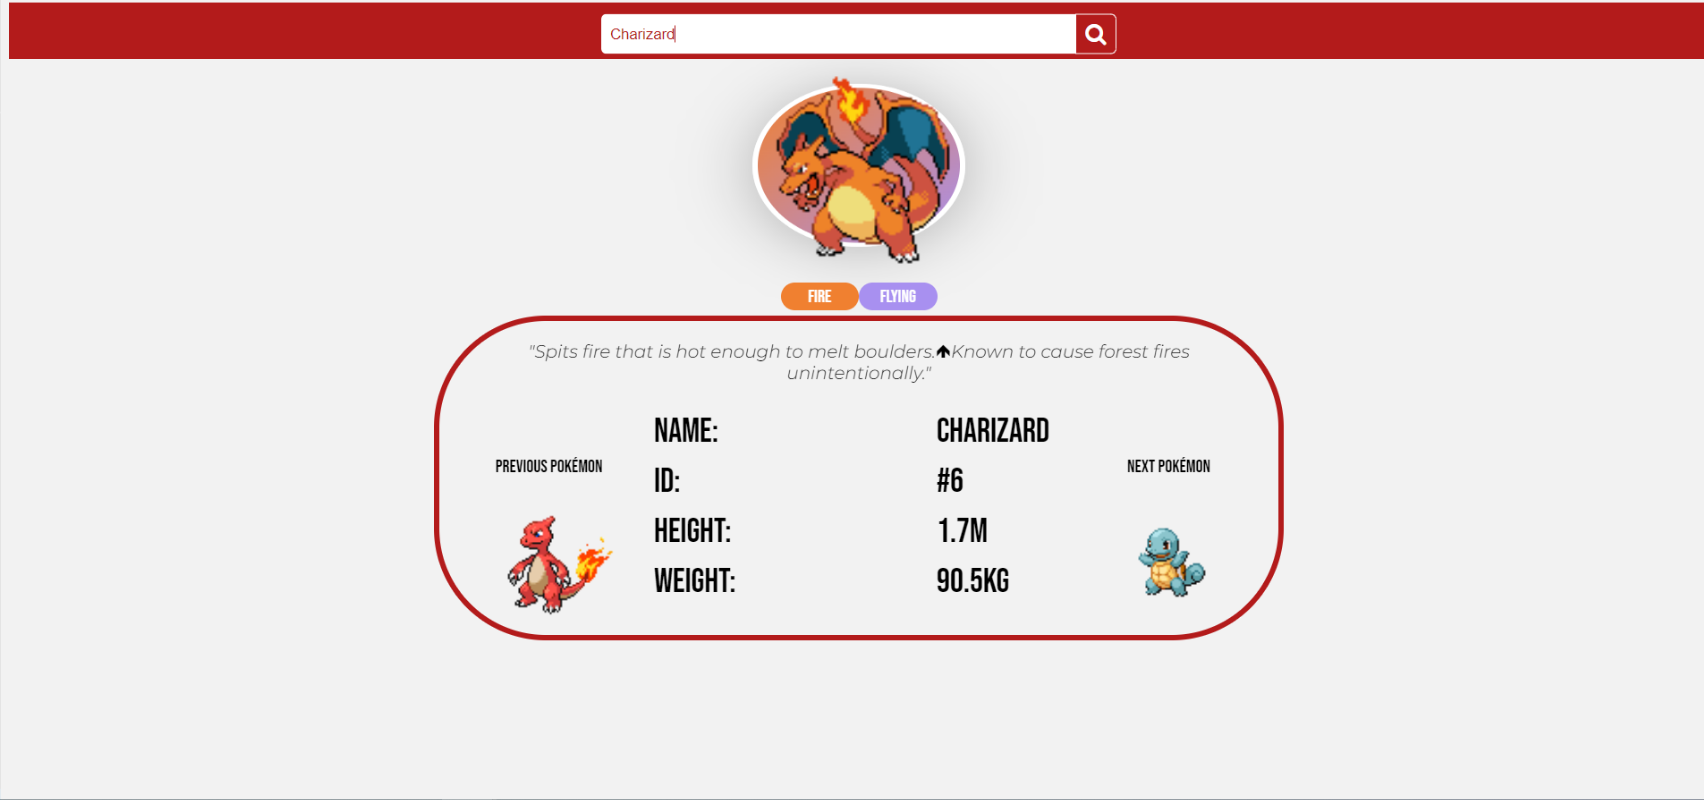 Charizard
FIRE FLYING
"Spits fire that is hot enough to melt boulders.🡅Known to cause forest fires
unintentionally."
NAME: CHARIZARD
PREVIOUS POKÉMON
NEXT POKÉMON
ID: #6
HEIGHT: 1.7M
WEIGHT: 90.5KG